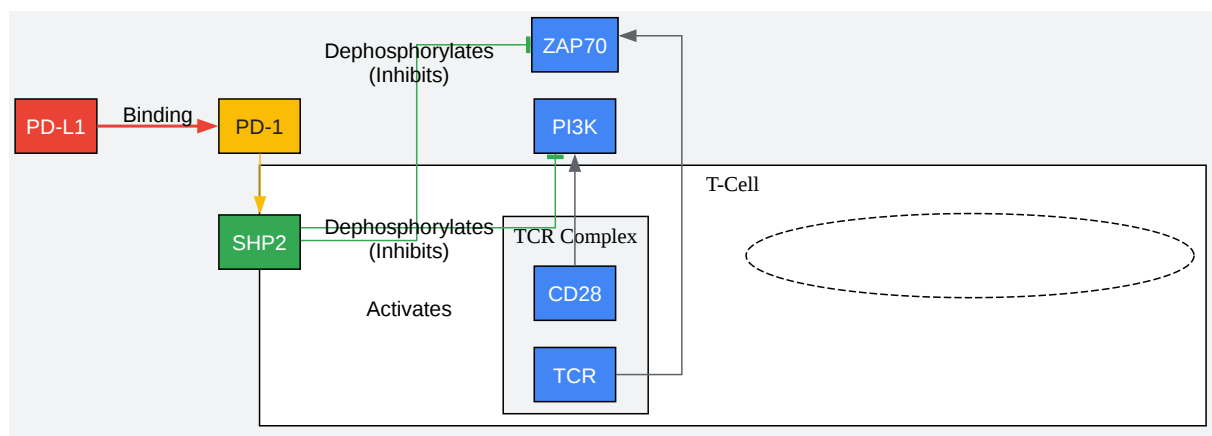 Dephosphorylates
(Inhibits)
ZAP70
PD-L1
Binding
PD-1
PI3K
T-Cell
SHP2
Dephosphorylates
(Inhibits)
TCR Complex
CD28
Activates
TCR